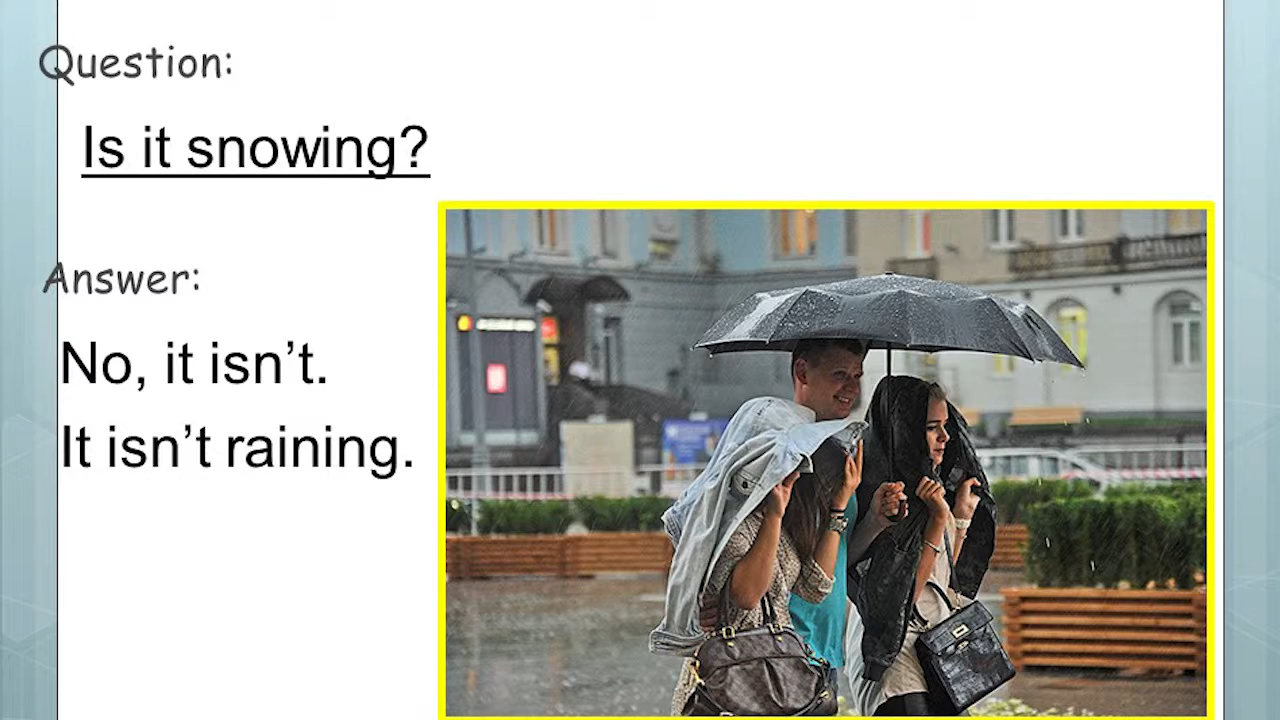 Question:
Is it snowing?
Answer:
No, it isn’t.
It isn’t raining.